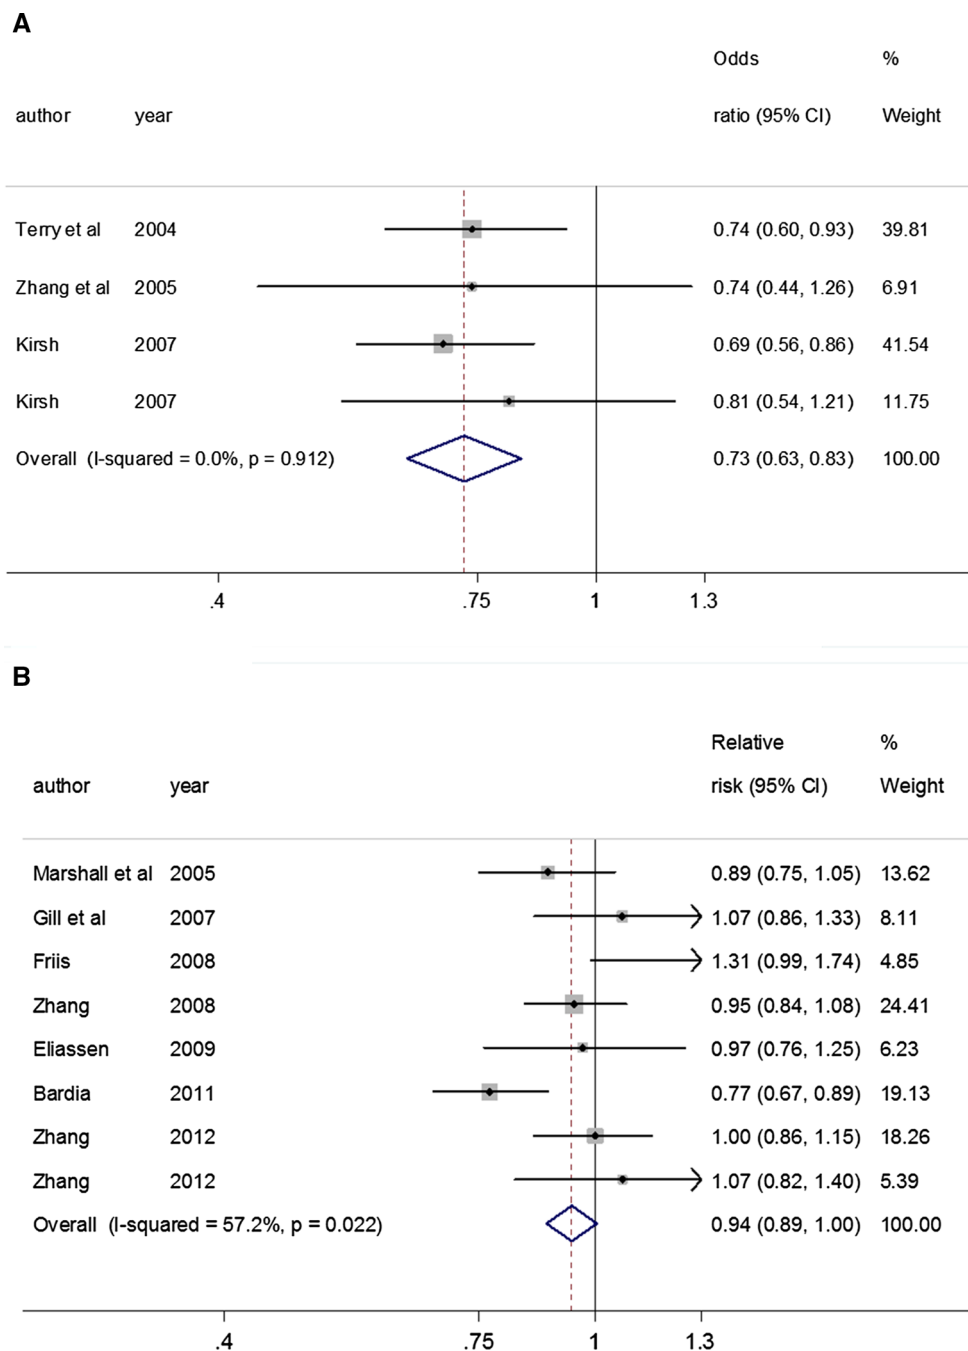 A
Odds %
author year ratio (95% CI) Weight
Terry et al 2004 0.74 (0.60, 0.93) 39.81
Zhang et al 2005 0.74 (0.44, 1.26) 6.91
Kirsh 2007 0.69 (0.56, 0.86) 41.54
Kirsh 2007 0.81 (0.54, 1.21) 11.75
Overall (I-squared = 0.0%, p = 0.912) 0.73 (0.63, 0.83) 100.00
.4 .75 1 1.3
B
Relative %
author year risk (95% CI) Weight
Marshall et al 2005 0.89 (0.75, 1.05) 13.62
Gill et al 2007 1.07 (0.86, 1.33) 8.11
Friis 2008 1.31 (0.99, 1.74) 4.85
Zhang 2008 0.95 (0.84, 1.08) 24.41
Eliassen 2009 0.97 (0.76, 1.25) 6.23
Bardia 2011 0.77 (0.67, 0.89) 19.13
Zhang 2012 1.00 (0.86, 1.15) 18.26
Zhang 2012 1.07 (0.82, 1.40) 5.39
Overall (I-squared = 57.2%, p = 0.022) 0.94 (0.89, 1.00) 100.00
.4 .75 1 1.3